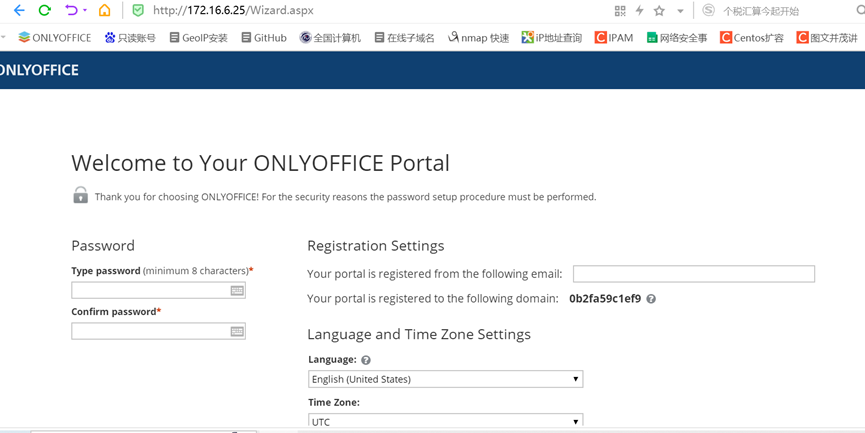 http://172.16.6.25/Wizard.aspx
个税汇算今起开始
ONLYOFFICE 只读账号 GeoIP安装 GitHub 全国计算机 在线子域名 nmap 快速 iP地址查询 IPAM 网络安全事 Centos扩容 图文并茂讲
ONLYOFFICE
Welcome to Your ONLYOFFICE Portal
Thank you for choosing ONLYOFFICE! For the security reasons the password setup procedure must be performed.
Password
Type password (minimum 8 characters)*
Confirm password*
Registration Settings
Your portal is registered from the following email:
Your portal is registered to the following domain: 0b2fa59c1ef9
Language and Time Zone Settings
Language:
English (United States)
Time Zone:
UTC